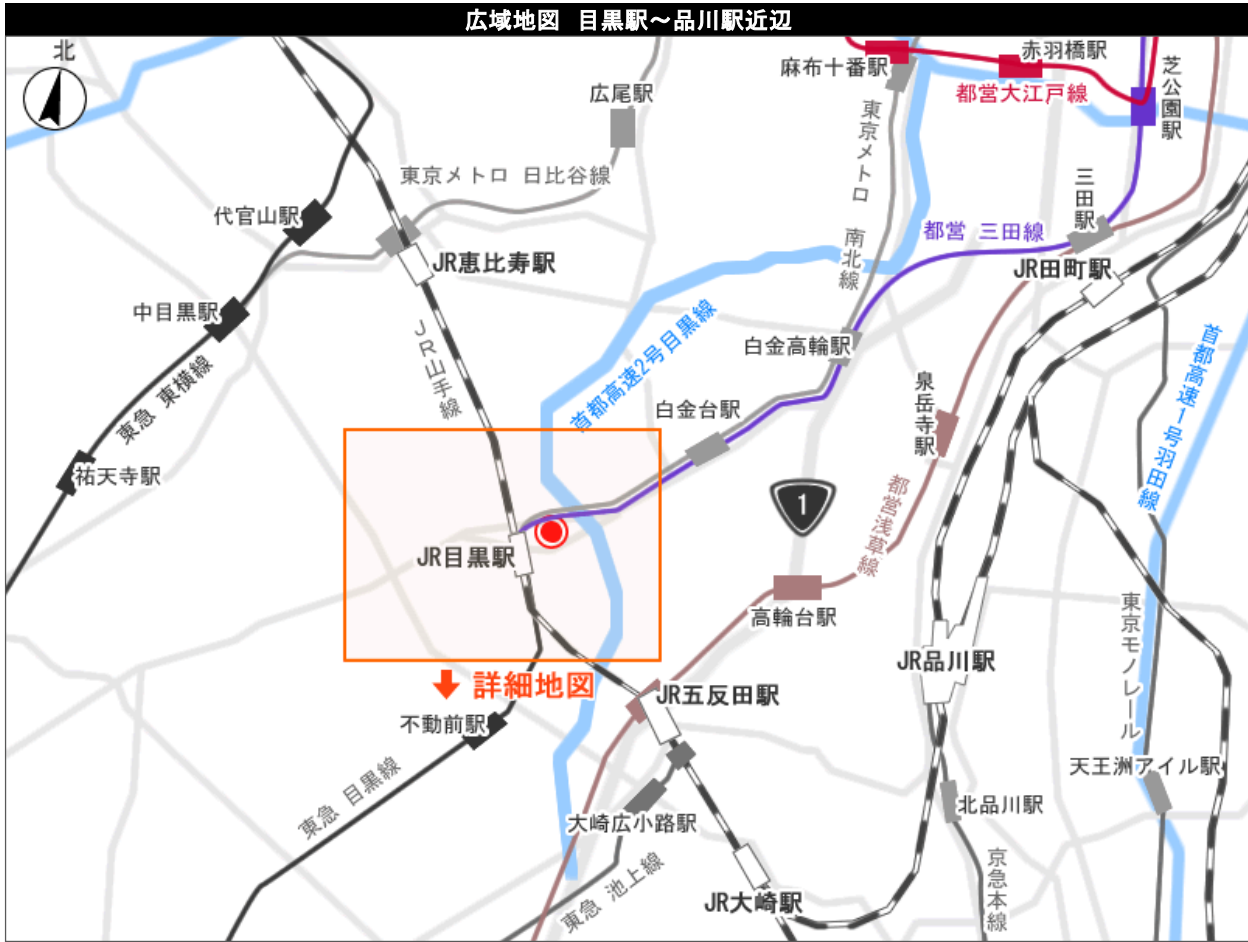 広域地図 目黒駅～品川駅近辺
北
赤羽橋駅
麻布十番駅
芝公園駅
広尾駅
都営大江戸線
東京メトロ 南北線
東京メトロ 日比谷線
三田駅
代官山駅
都営 三田線
JR恵比寿駅
JR田町駅
中目黒駅
首都高速2号目黒線
首都高速1号羽田線
JR山手線
白金高輪駅
東急 東横線
泉岳寺駅
白金台駅
祐天寺駅
都営浅草線
1
JR目黒駅
高輪台駅
東京モノレール
JR品川駅
詳細地図
JR五反田駅
不動前駅
天王洲アイル駅
東急 目黒線
北品川駅
大崎広小路駅
京急本線
東急 池上線
JR大崎駅